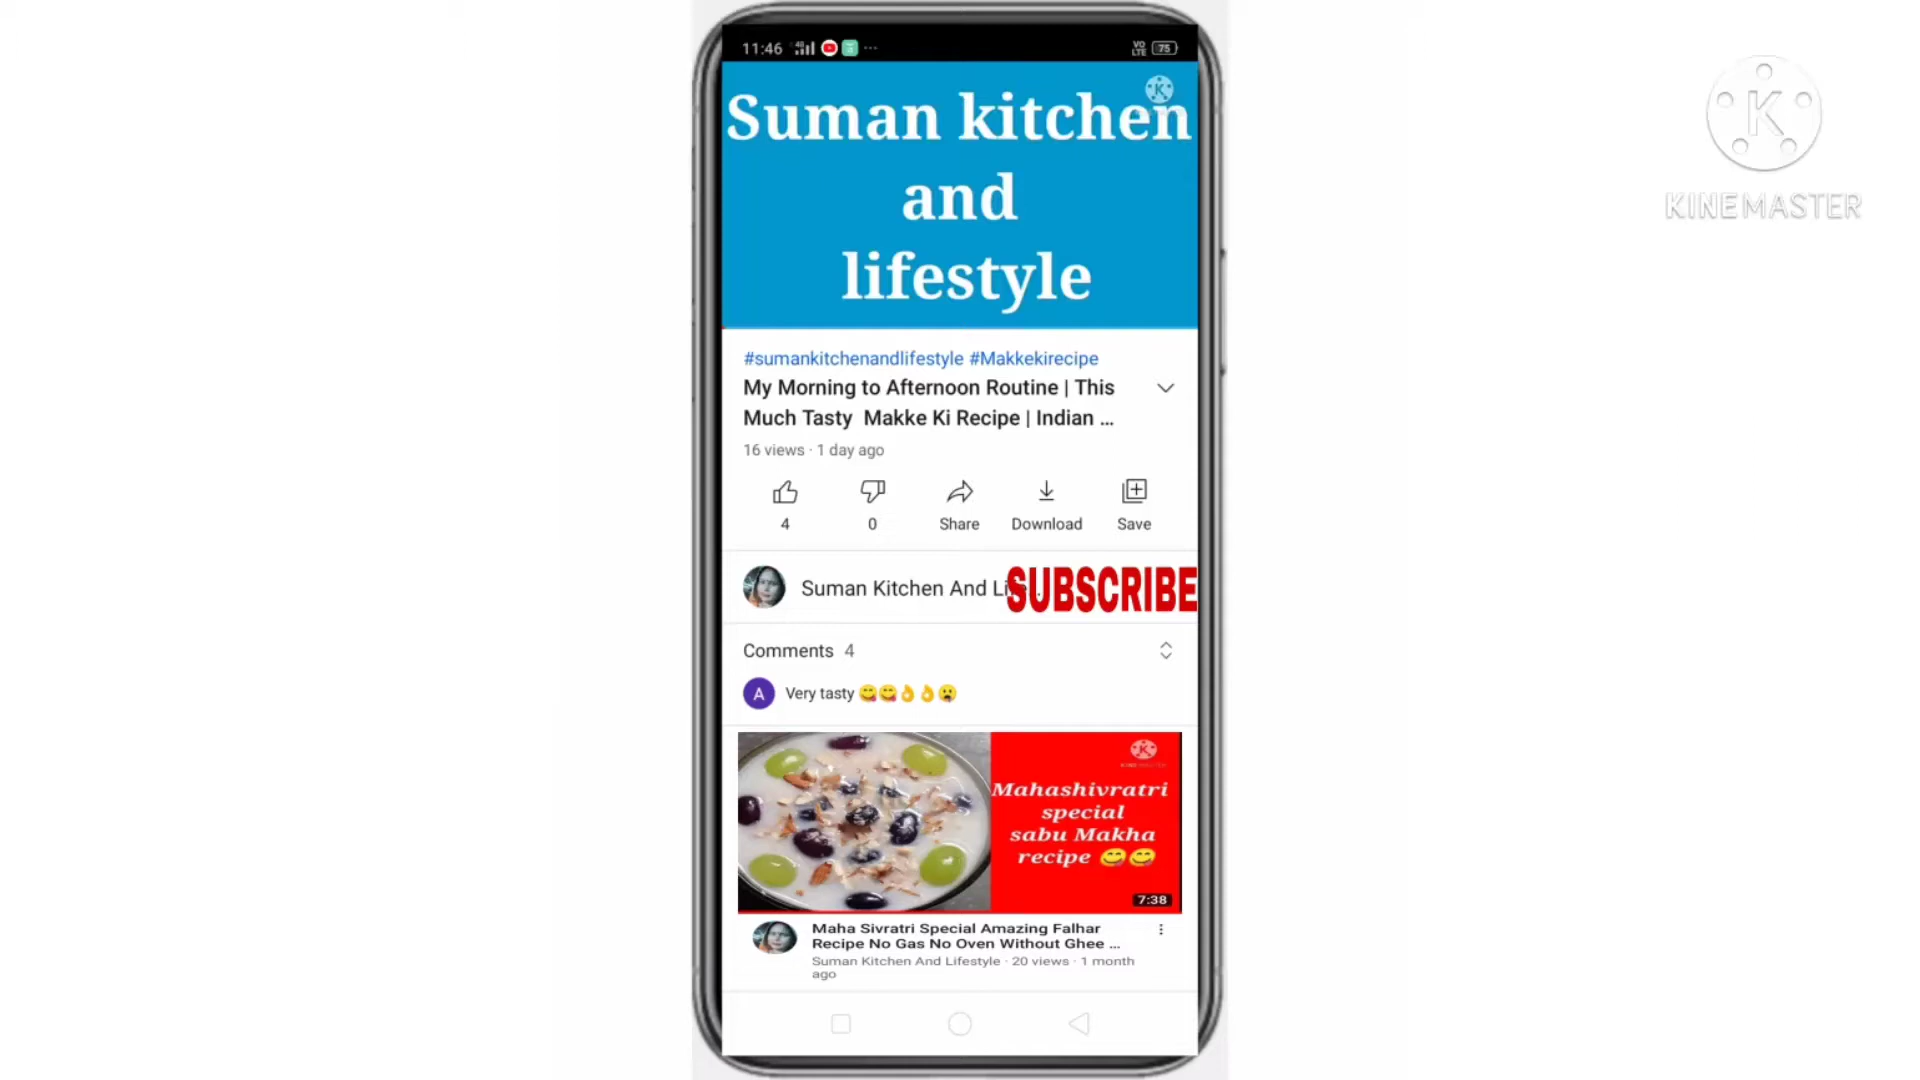 11:46
VO
LTE
75
Suman kitchen
and
lifestyle
#sumankitchenandlifestyle #Makkekirecipe
My Morning to Afternoon Routine | This
Much Tasty Makke Ki Recipe | Indian ...
16 views · 1 day ago
4
0
Share
Download
Save
Suman Kitchen And
SUBSCRIBE
Comments 4
A
Very tasty 😋😋👌👌😮
Mahashivratri
special
sabu Makha
recipe 😋😋
7:38
Maha Sivratri Special Amazing Falhar
Recipe No Gas No Oven Without Ghee ...
Suman Kitchen And Lifestyle · 20 views · 1 month
ago
K
KINEMASTER